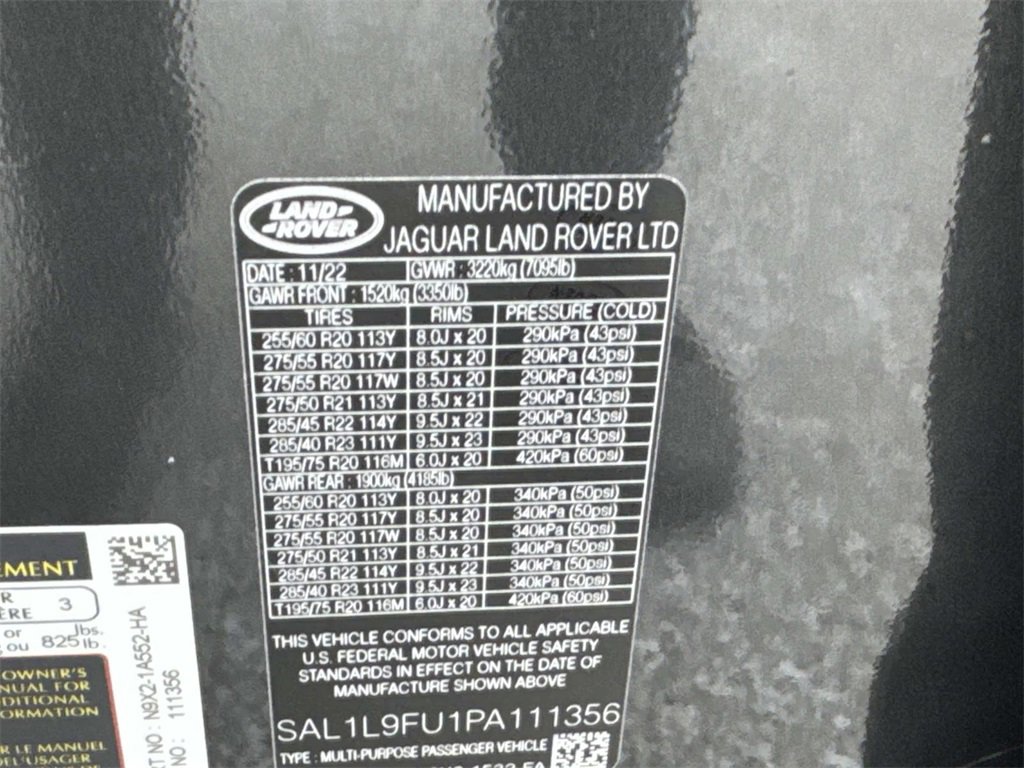 LAND ROVER
MANUFACTURED BY
JAGUAR LAND ROVER LTD
DATE : 11/22 GVWR : 3220kg (7095lb)
GAWR FRONT : 1520kg (3350lb)
TIRES RIMS PRESSURE (COLD)
255/60 R20 113Y 8.0J x 20 290kPa (43psi)
275/55 R20 117Y 8.5J x 20 290kPa (43psi)
275/55 R20 117W 8.5J x 20 290kPa (43psi)
275/50 R21 113Y 8.5J x 21 290kPa (43psi)
285/45 R22 114Y 9.5J x 22 290kPa (43psi)
285/40 R23 111Y 9.5J x 23 290kPa (43psi)
T195/75 R20 116M 6.0J x 20 420kPa (60psi)
GAWR REAR : 1900kg (4185lb)
255/60 R20 113Y 8.0J x 20 340kPa (50psi)
275/55 R20 117Y 8.5J x 20 340kPa (50psi)
275/55 R20 117W 8.5J x 20 340kPa (50psi)
275/50 R21 113Y 8.5J x 21 340kPa (50psi)
285/45 R22 114Y 9.5J x 22 340kPa (50psi)
285/40 R23 111Y 9.5J x 23 340kPa (50psi)
T195/75 R20 116M 6.0J x 20 420kPa (60psi)
THIS VEHICLE CONFORMS TO ALL APPLICABLE
U.S. FEDERAL MOTOR VEHICLE SAFETY
STANDARDS IN EFFECT ON THE DATE OF
MANUFACTURE SHOWN ABOVE
SAL1L9FU1PA111356
TYPE : MULTI-PURPOSE PASSENGER VEHICLE
EMENT
R
ÈRE 3
or lbs.
ou 825 lb.
OWNER'S
NUAL FOR
DITIONAL
ORMATION
R LE MANUEL
DE L'USAGER
RT NO : N9X2-1A552-HA
NO: 111356